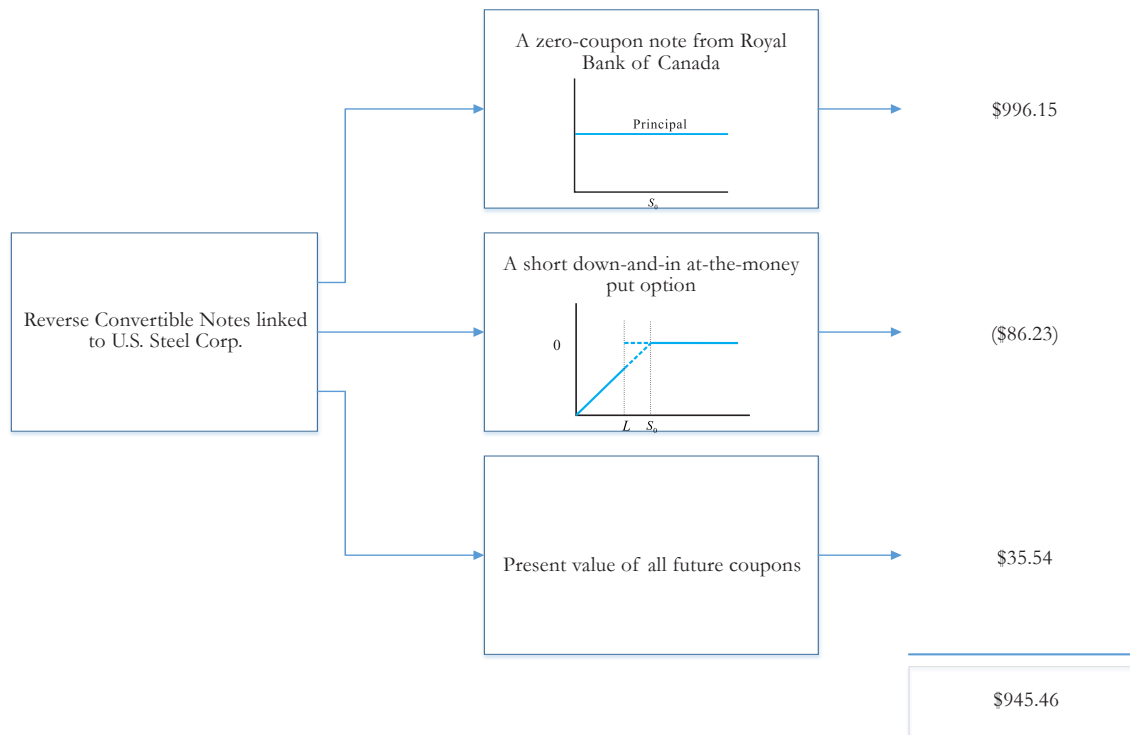 A zero-coupon note from Royal
Bank of Canada
Principal
S₀
$996.15
Reverse Convertible Notes linked
to U.S. Steel Corp.
A short down-and-in at-the-money
put option
0
L S₀
($86.23)
Present value of all future coupons
$35.54
$945.46